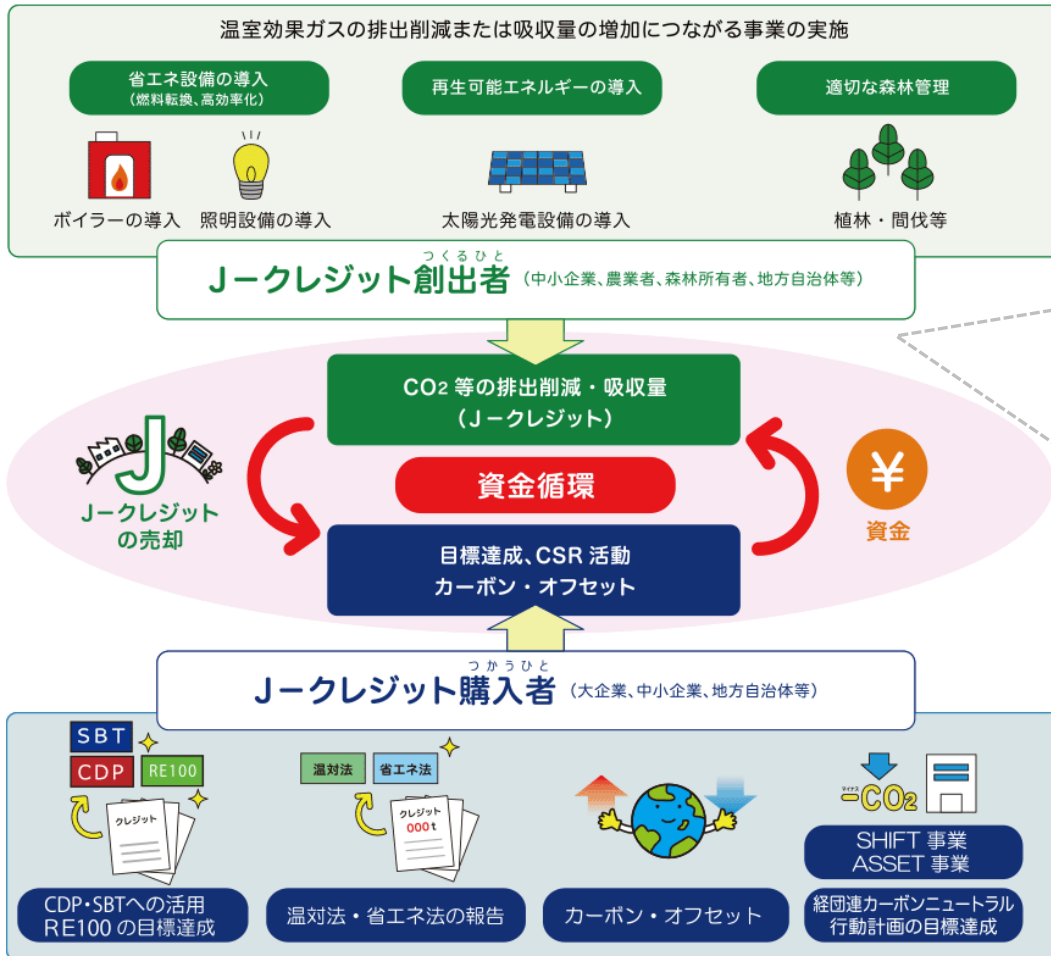 温室効果ガスの排出削減または吸収量の増加につながる事業の実施
省エネ設備の導入
（燃料転換、高効率化）
再生可能エネルギーの導入
適切な森林管理
ボイラーの導入
照明設備の導入
太陽光発電設備の導入
植林・間伐等
つくるひと
Jークレジット創出者（中小企業、農業者、森林所有者、地方自治体等）
CO2 等の排出削減・吸収量
（Jークレジット）
J
Jークレジット
の売却
資金循環
¥
資金
目標達成、CSR 活動
カーボン・オフセット
つかうひと
Jークレジット購入者（大企業、中小企業、地方自治体等）
SBT
CDP
RE100
クレジット
CDP・SBTへの活用
RE100 の目標達成
温対法
省エネ法
クレジット
000t
温対法・省エネ法の報告
カーボン・オフセット
マイナス
-CO2
SHIFT 事業
ASSET 事業
経団連カーボンニュートラル
行動計画の目標達成